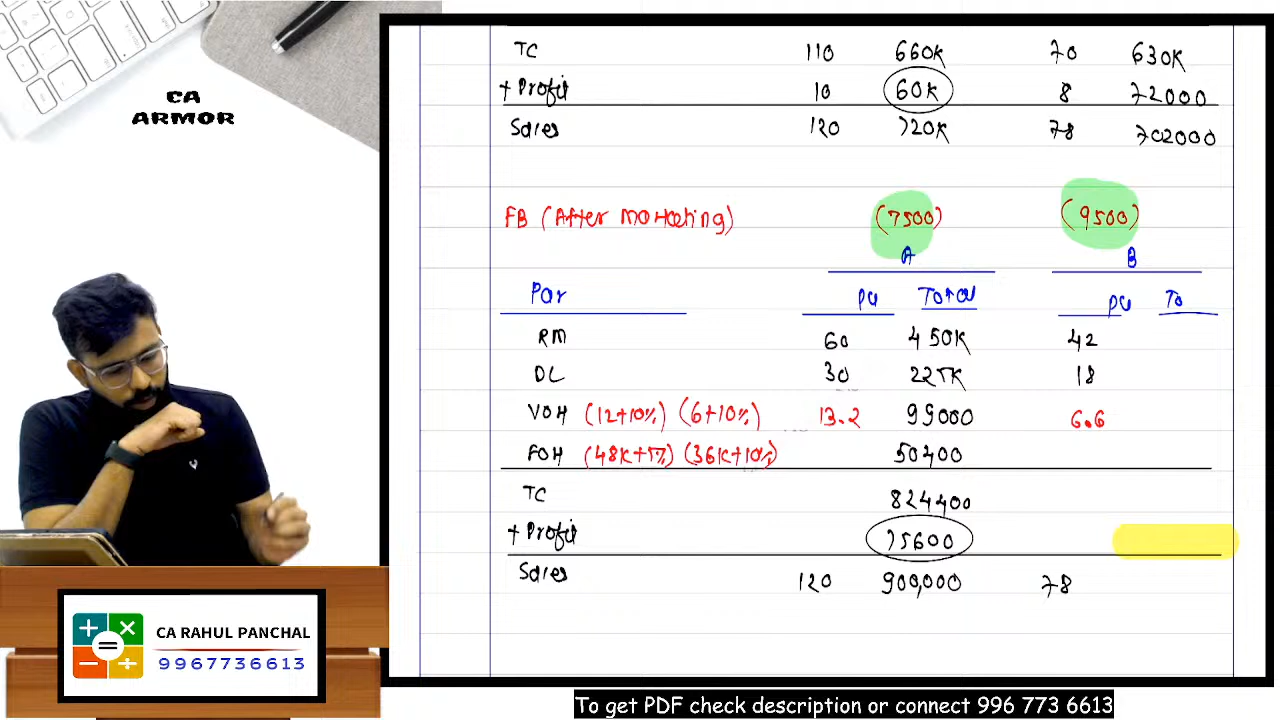 CA
ARMOR
TC 110 660K 70 630K
+ Profit 10 60K 8 72000
Sales 120 720K 78 702000
FB (After Marketing) (7500) (9500)
A B
Par PU Total PU To
RM 60 450K 42
DL 30 225K 18
VOH (12+10%) (6+10%) 13.2 99000 6.6
FOH (48K+5%) (36K+10%) 50400
TC 824400
+ Profit 75600
Sales 120 900,000 78
CA RAHUL PANCHAL
9967736613
To get PDF check description or connect 996 773 6613